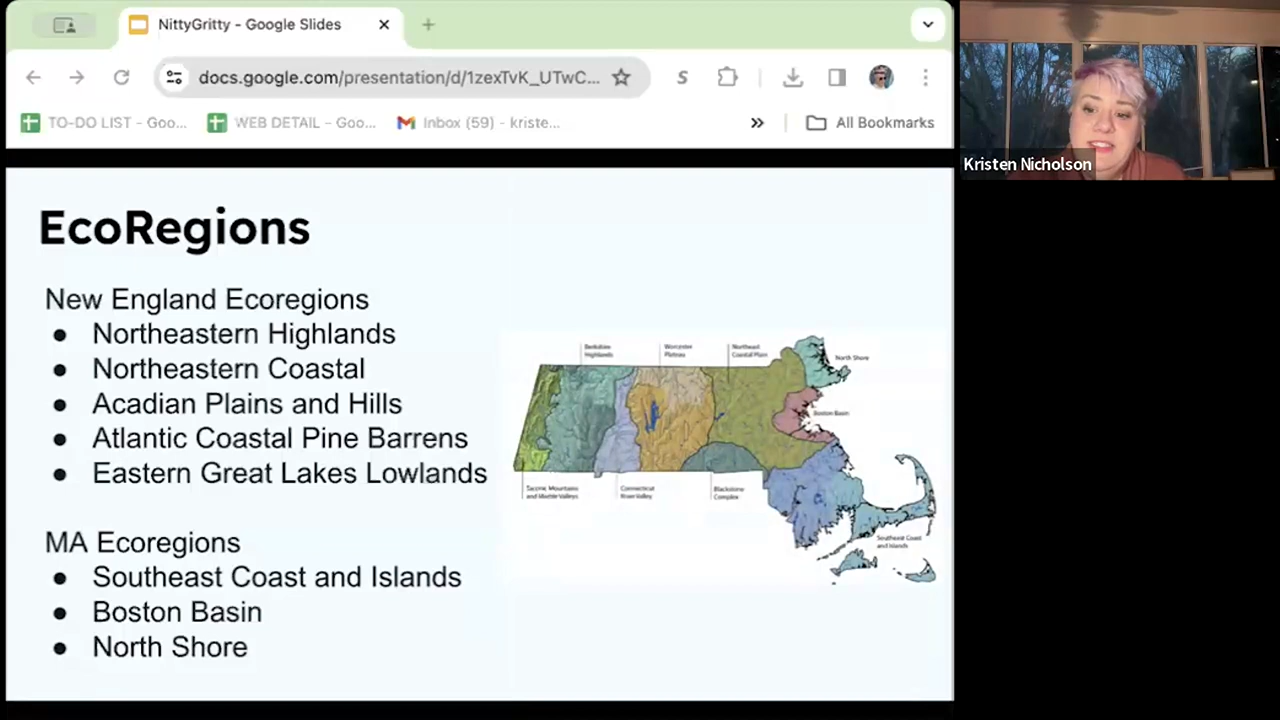 NittyGritty - Google Slides
docs.google.com/presentation/d/1zexTvK_UTwC...
TO-DO LIST - Goo...
WEB DETAIL - Goo...
Inbox (59) - kriste...
All Bookmarks
Kristen Nicholson
EcoRegions
New England Ecoregions
● Northeastern Highlands
● Northeastern Coastal
● Acadian Plains and Hills
● Atlantic Coastal Pine Barrens
● Eastern Great Lakes Lowlands
MA Ecoregions
● Southeast Coast and Islands
● Boston Basin
● North Shore
Berkshire
Highlands
Worcester
Plateau
Northeast
Coastal Plain
North Shore
Boston Basin
Taconic Mountains
and Marble Valleys
Connecticut
River Valley
Blackstone
Complex
Southeast Coast
and Islands